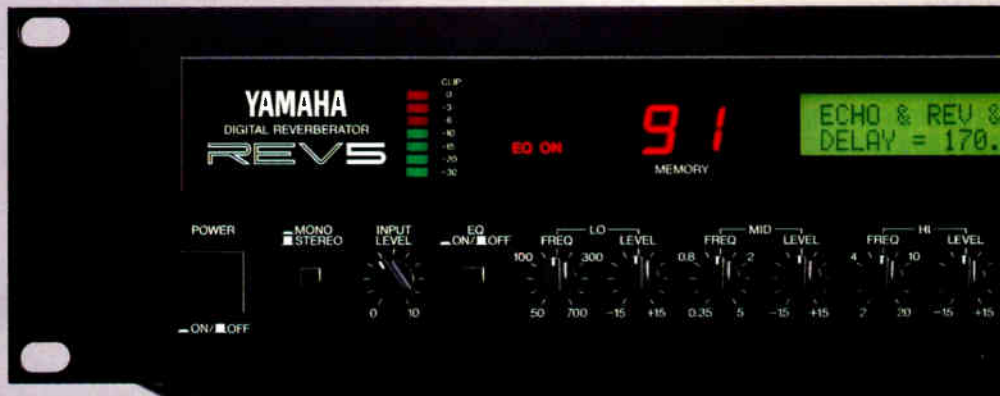 YAMAHA
DIGITAL REVERBERATOR
REV5
CLIP
0
-3
-6
-10
-15
-20
-30
EQ ON
91
MEMORY
ECHO & REV &
DELAY = 170.
POWER
ON/ OFF
MONO
STEREO
INPUT
LEVEL
0 10
EQ
ON/ OFF
LO
FREQ LEVEL
100 300
50 700 -15 +15
MID
FREQ LEVEL
0.8 2
0.35 5 -15 +15
HI
FREQ LEVEL
4 10
2 20 -15 +15